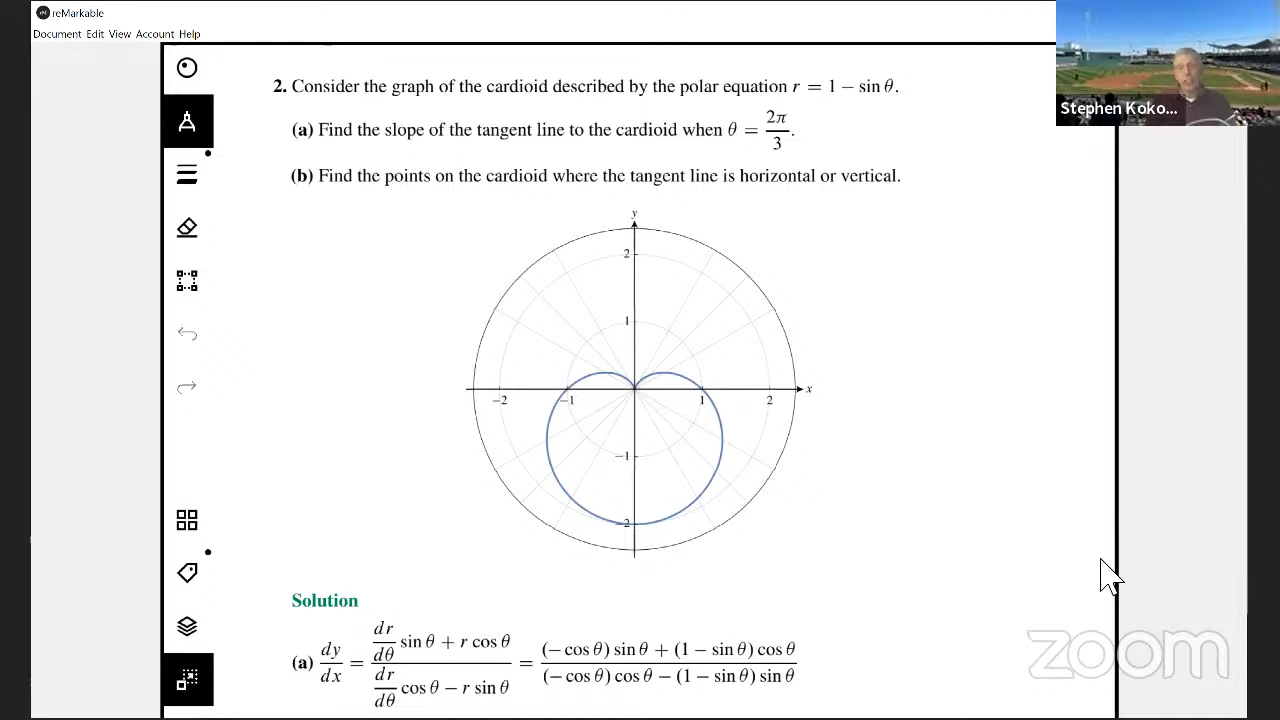 reMarkable
Document Edit View Account Help
2. Consider the graph of the cardioid described by the polar equation r = 1 − sin θ.
(a) Find the slope of the tangent line to the cardioid when θ = 2π/3.
(b) Find the points on the cardioid where the tangent line is horizontal or vertical.
y
2
1
−2 −1 1 2 x
−1
−2
Solution
(a) dy/dx = (dr/dθ sin θ + r cos θ)/(dr/dθ cos θ − r sin θ) = ((− cos θ) sin θ + (1 − sin θ) cos θ)/((− cos θ) cos θ − (1 − sin θ) sin θ)
Stephen Koko...
zoom